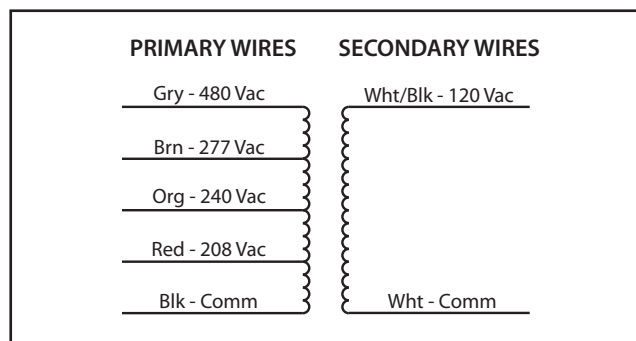 PRIMARY WIRES SECONDARY WIRES
Gry - 480 Vac Wht/Blk - 120 Vac
Brn - 277 Vac
Org - 240 Vac
Red - 208 Vac
Blk - Comm Wht - Comm